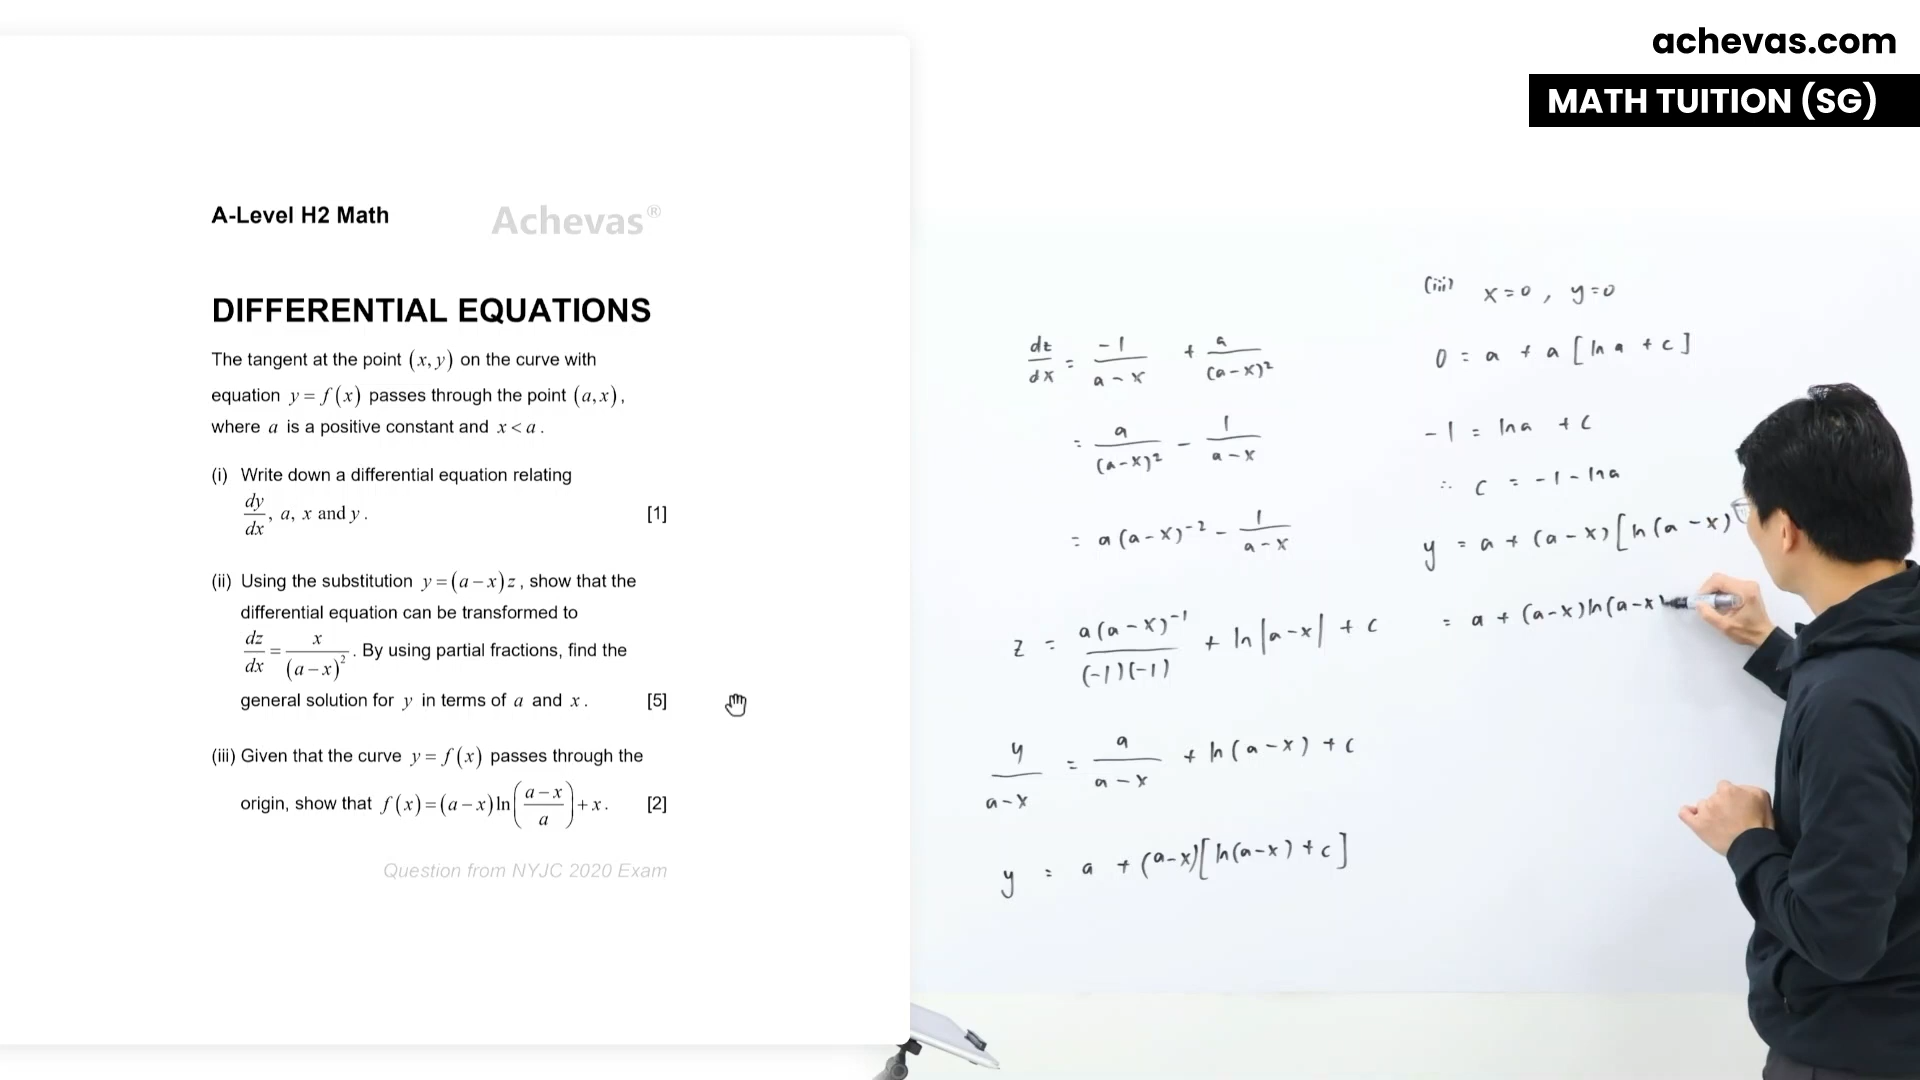 achevas.com
MATH TUITION (SG)
A-Level H2 Math
Achevas®
DIFFERENTIAL EQUATIONS
The tangent at the point (x, y) on the curve with
equation y = f(x) passes through the point (a, x),
where a is a positive constant and x < a.
(i) Write down a differential equation relating
dy/dx, a, x and y. [1]
(ii) Using the substitution y = (a − x)z, show that the
differential equation can be transformed to
dz/dx = x/(a − x)². By using partial fractions, find the
general solution for y in terms of a and x. [5]
(iii) Given that the curve y = f(x) passes through the
origin, show that f(x) = (a − x)ln((a − x)/a) + x. [2]
Question from NYJC 2020 Exam
dz/dx = −1/(a − x) + a/(a − x)²
= a/(a − x)² − 1/(a − x)
= a(a − x)⁻² − 1/(a − x)
z = a(a − x)⁻¹/(−1)(−1) + ln|a − x| + c
y/(a − x) = a/(a − x) + ln(a − x) + c
y = a + (a − x)[ln(a − x) + c]
(iii) x = 0, y = 0
0 = a + a[ln a + c]
−1 = ln a + c
∴ c = −1 − ln a
y = a + (a − x)[ln(a − x)
= a + (a − x)ln(a − x)